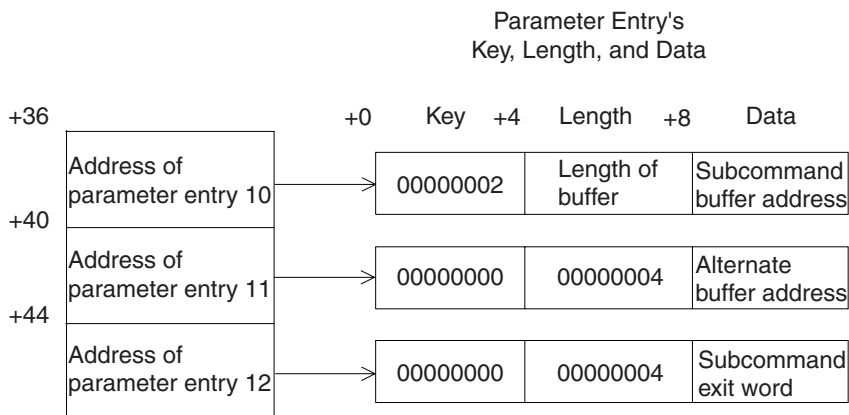 Parameter Entry's
Key, Length, and Data
+36
+0 Key +4 Length +8 Data
Address of
parameter entry 10
00000002
Length of
buffer
Subcommand
buffer address
+40
Address of
parameter entry 11
00000000
00000004
Alternate
buffer address
+44
Address of
parameter entry 12
00000000
00000004
Subcommand
exit word